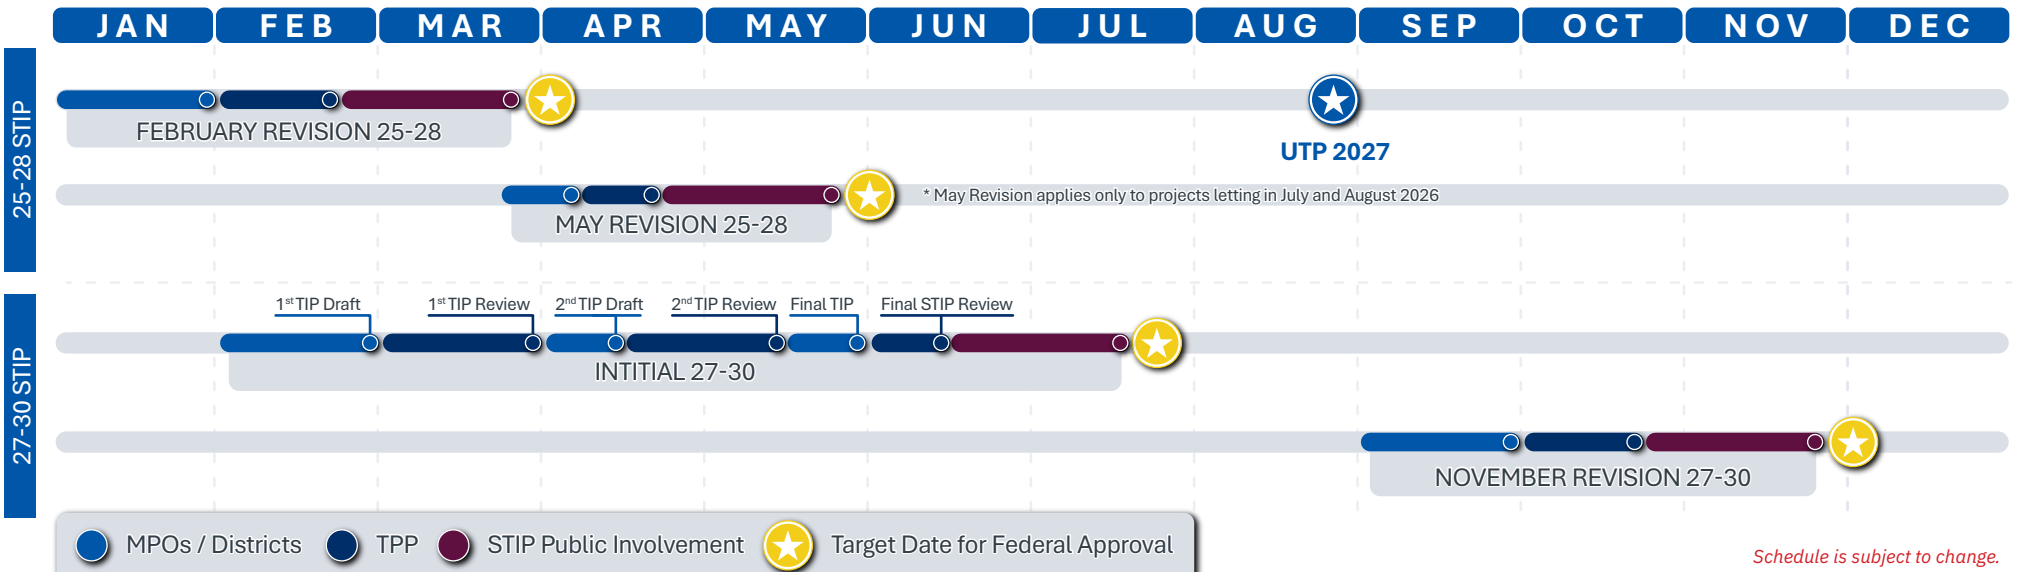 JAN FEB MAR APR MAY JUN JUL AUG SEP OCT NOV DEC
25-28 STIP
FEBRUARY REVISION 25-28
UTP 2027
* May Revision applies only to projects letting in July and August 2026
MAY REVISION 25-28
27-30 STIP
1st TIP Draft 1st TIP Review 2nd TIP Draft 2nd TIP Review Final TIP Final STIP Review
INTITIAL 27-30
NOVEMBER REVISION 27-30
MPOs / Districts TPP STIP Public Involvement Target Date for Federal Approval
Schedule is subject to change.